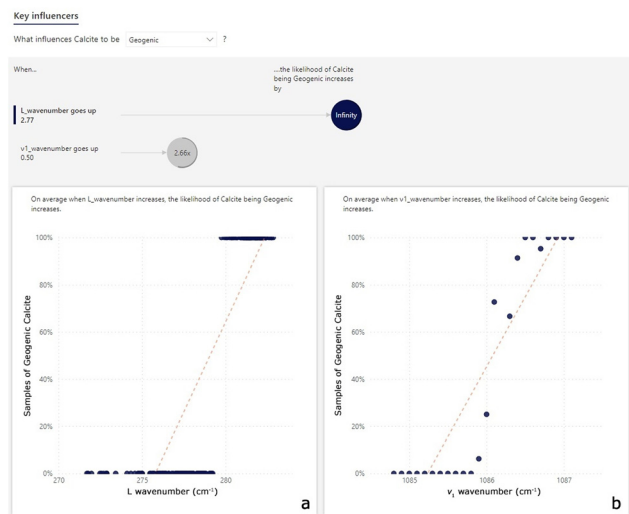 Key influencers
What influences Calcite to be Geogenic ?
When...
...the likelihood of Calcite
being Geogenic increases
by
L_wavenumber goes up
2.77
Infinity
v1_wavenumber goes up
0.50
2.66x
On average when L_wavenumber increases, the likelihood of Calcite being Geogenic
increases.
100%
80%
60%
40%
20%
0%
Samples of Geogenic Calcite
270 275 280
L wavenumber (cm⁻¹)
a
On average when v1_wavenumber increases, the likelihood of Calcite being Geogenic
increases.
100%
80%
60%
40%
20%
0%
Samples of Geogenic Calcite
1085 1086 1087
v₁ wavenumber (cm⁻¹)
b